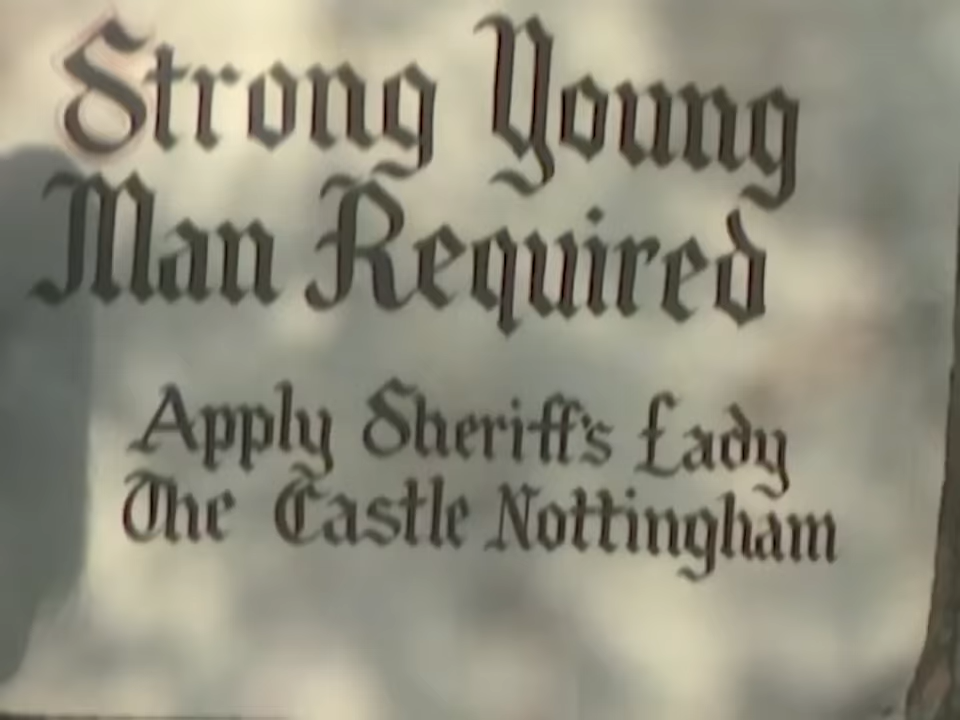 Strong Young
Man Required
Apply Sheriff's Lady
The Castle Nottingham